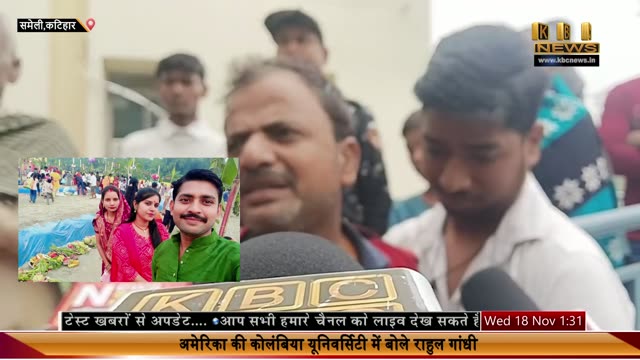 समेली,कटिहार
KBC
NEWS
www.kbcnews.in
KBC
टेस्ट खबरों से अपडेट.... आप सभी हमारे चैनल को लाइव देख सकते हैं
Wed 18 Nov 1:31
अमेरिका की कोलंबिया यूनिवर्सिटी में बोले राहुल गांधी